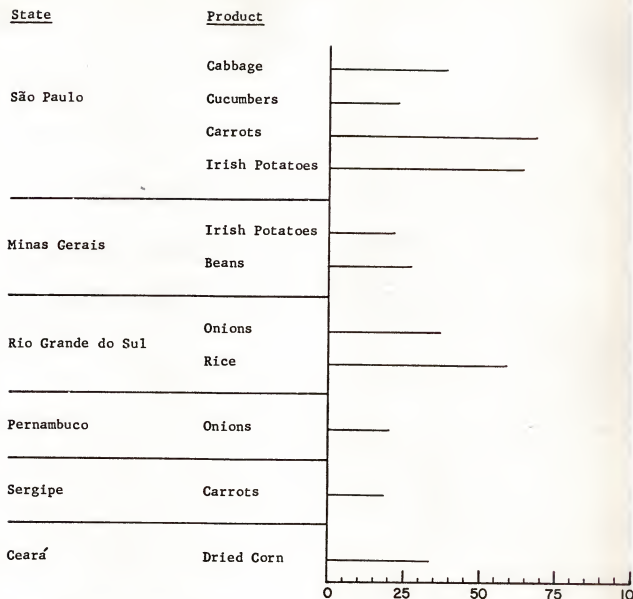 State Product
Cabbage
São Paulo Cucumbers
Carrots
Irish Potatoes
Irish Potatoes
Minas Gerais
Beans
Onions
Rio Grande do Sul
Rice
Pernambuco Onions
Sergipe Carrots
Ceará Dried Corn
0 25 50 75 10